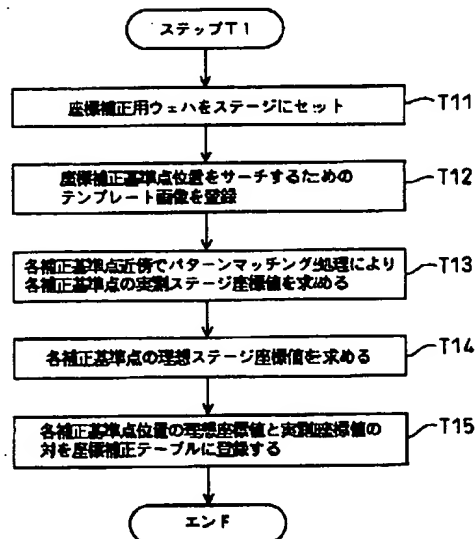 ステップT1
座標補正用ウェハをステージにセット
T11
座標補正基準点位置をサーチするための
テンプレート画像を登録
T12
各補正基準点近傍でパターンマッチング処理により
各補正基準点の実測ステージ座標値を求める
T13
各補正基準点の理想ステージ座標値を求める
T14
各補正基準点位置の理想座標値と実測座標値の
対を座標補正テーブルに登録する
T15
エンド